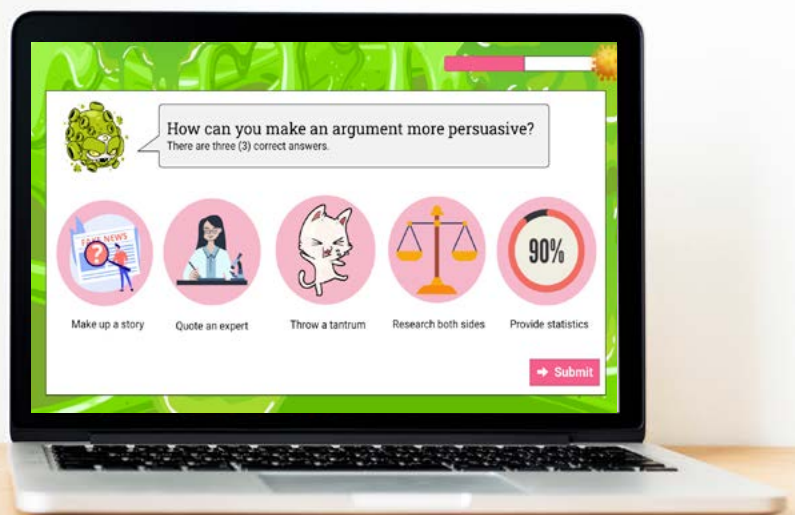 How can you make an argument more persuasive?
There are three (3) correct answers.
FAKE NEWS
?
90%
Make up a story
Quote an expert
Throw a tantrum
Research both sides
Provide statistics
➔ Submit